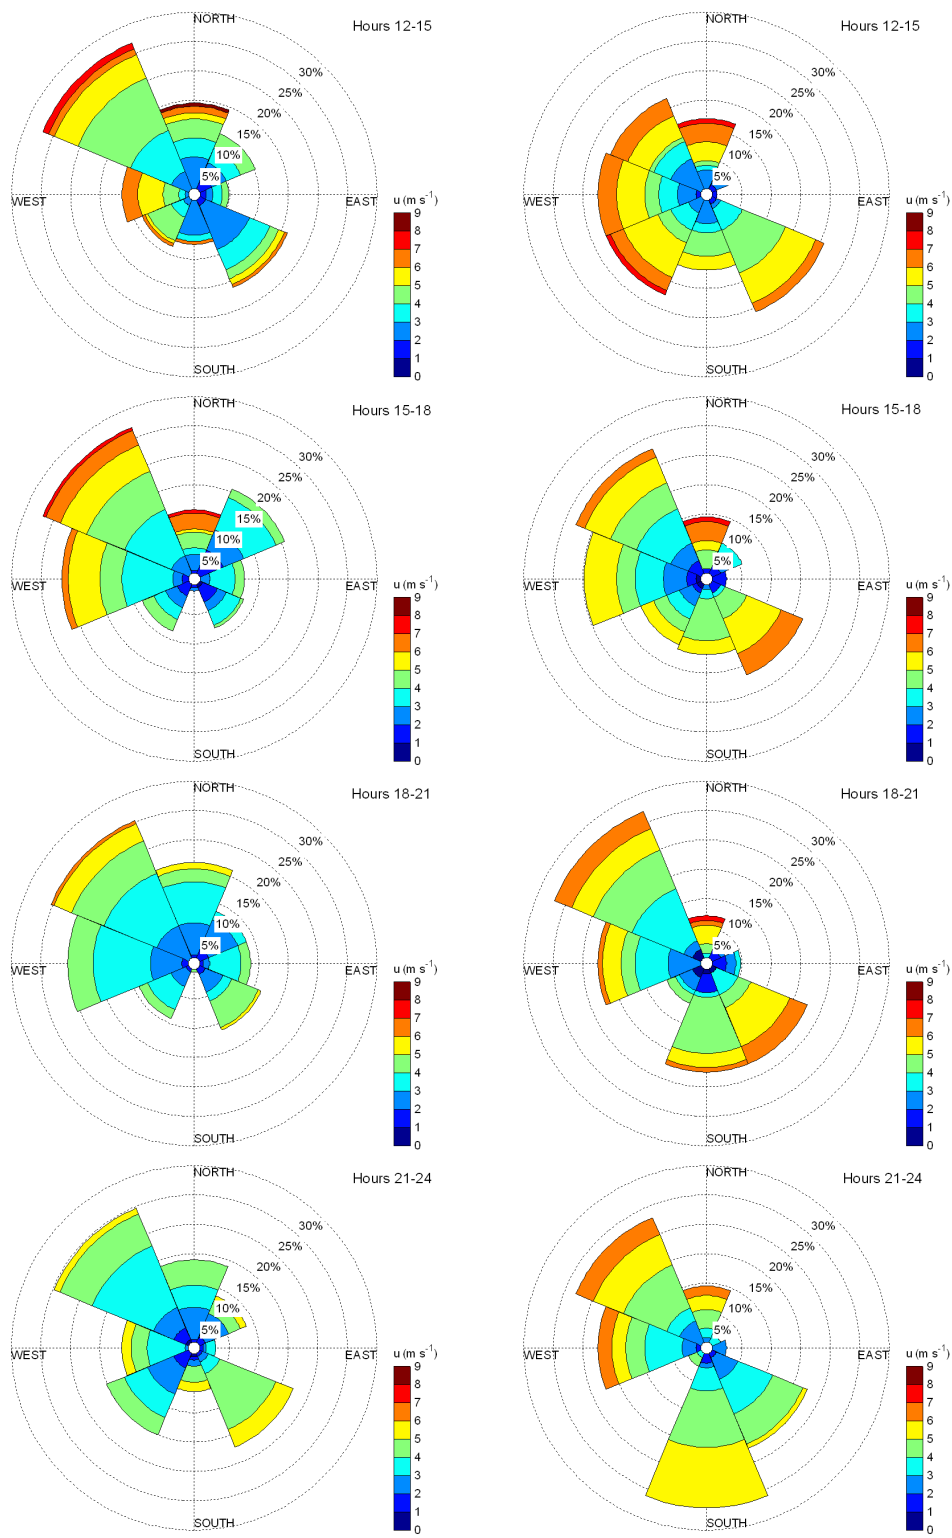 NORTH
Hours 12-15
30%
25%
20%
15%
10%
5%
WEST
EAST
u (m s⁻¹)
9
8
7
6
5
4
3
2
1
0
SOUTH
NORTH
Hours 12-15
30%
25%
20%
15%
10%
5%
WEST
EAST
u (m s⁻¹)
9
8
7
6
5
4
3
2
1
0
SOUTH
NORTH
Hours 15-18
30%
25%
20%
15%
10%
5%
WEST
EAST
u (m s⁻¹)
9
8
7
6
5
4
3
2
1
0
SOUTH
NORTH
Hours 15-18
30%
25%
20%
15%
10%
5%
WEST
EAST
u (m s⁻¹)
9
8
7
6
5
4
3
2
1
0
SOUTH
NORTH
Hours 18-21
30%
25%
20%
15%
10%
5%
WEST
EAST
u (m s⁻¹)
9
8
7
6
5
4
3
2
1
0
SOUTH
NORTH
Hours 18-21
30%
25%
20%
15%
10%
5%
WEST
EAST
u (m s⁻¹)
9
8
7
6
5
4
3
2
1
0
SOUTH
NORTH
Hours 21-24
30%
25%
20%
15%
10%
5%
WEST
EAST
u (m s⁻¹)
9
8
7
6
5
4
3
2
1
0
SOUTH
NORTH
Hours 21-24
30%
25%
20%
15%
10%
5%
WEST
EAST
u (m s⁻¹)
9
8
7
6
5
4
3
2
1
0
SOUTH